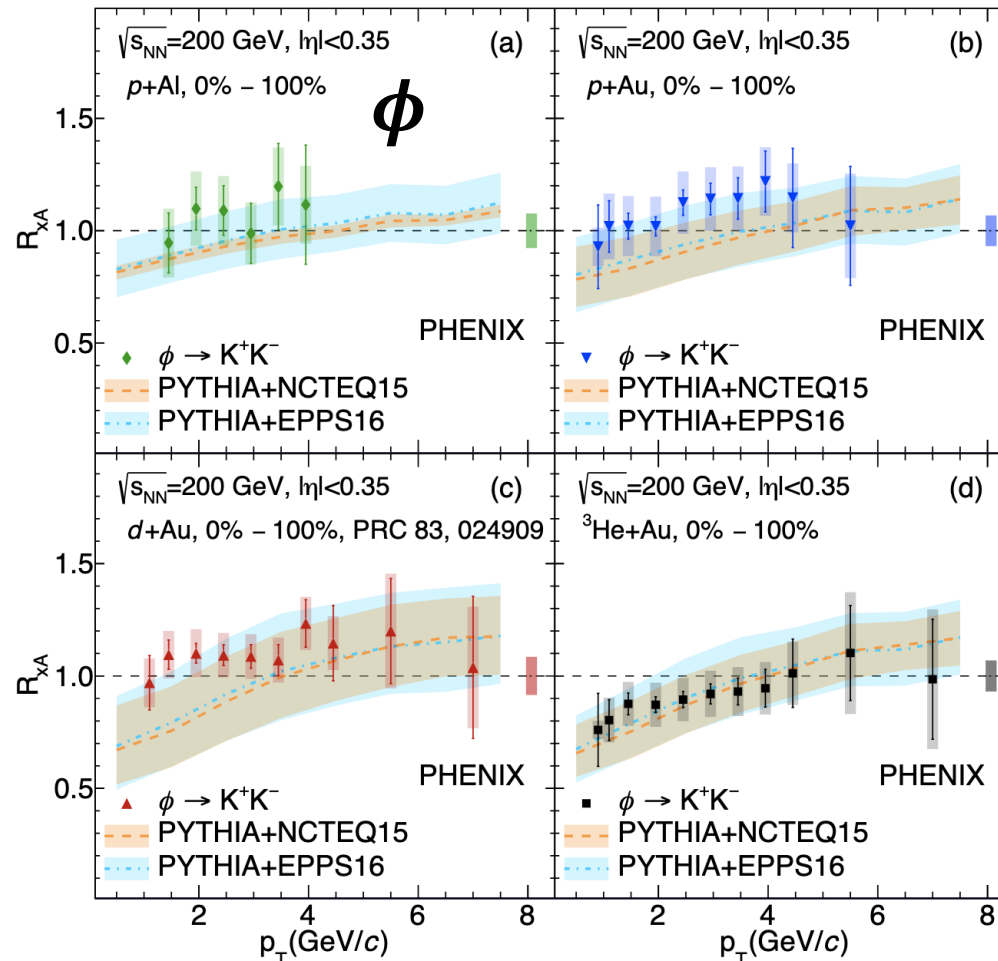 √s_NN=200 GeV, |η|<0.35 (a)
p+Al, 0% − 100%
ϕ
1.5
1.0
0.5
R_xA
PHENIX
ϕ → K⁺K⁻
PYTHIA+NCTEQ15
PYTHIA+EPPS16
√s_NN=200 GeV, |η|<0.35 (b)
p+Au, 0% − 100%
PHENIX
ϕ → K⁺K⁻
PYTHIA+NCTEQ15
PYTHIA+EPPS16
√s_NN=200 GeV, |η|<0.35 (c)
d+Au, 0% − 100%, PRC 83, 024909
1.5
1.0
0.5
R_xA
PHENIX
ϕ → K⁺K⁻
PYTHIA+NCTEQ15
PYTHIA+EPPS16
2 4 6 8
p_T(GeV/c)
√s_NN=200 GeV, |η|<0.35 (d)
³He+Au, 0% − 100%
PHENIX
ϕ → K⁺K⁻
PYTHIA+NCTEQ15
PYTHIA+EPPS16
2 4 6 8
p_T(GeV/c)